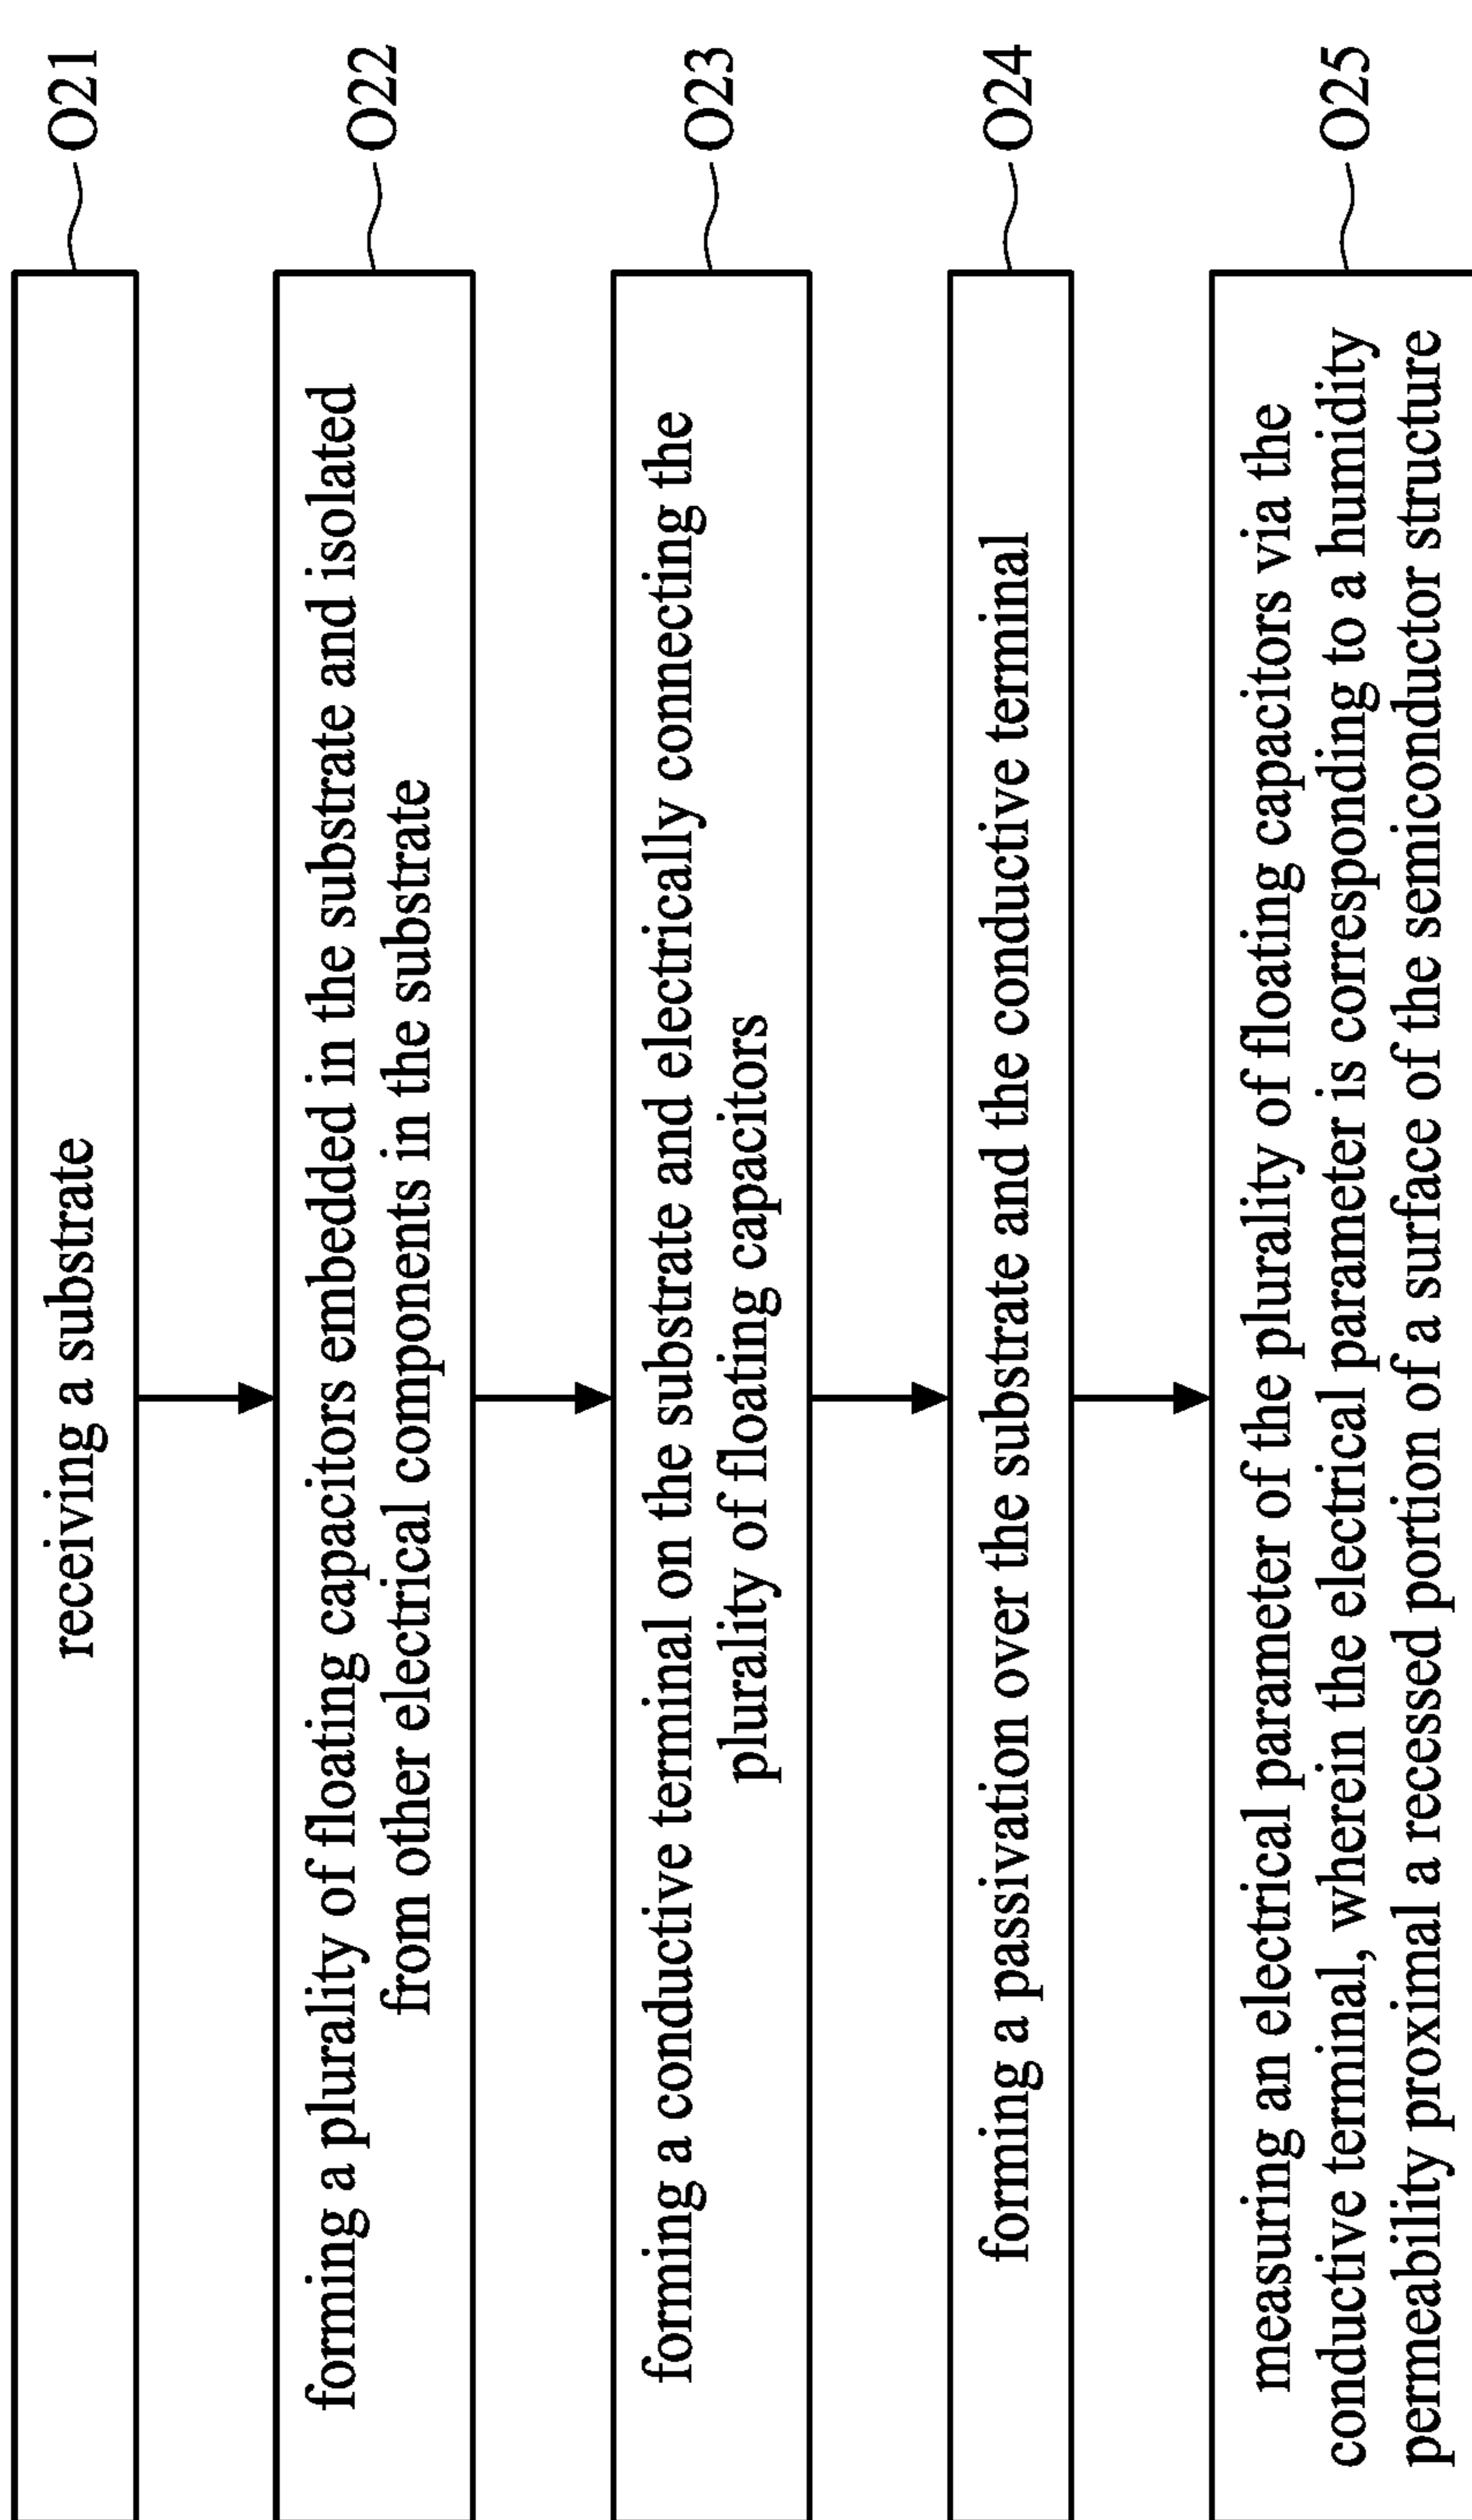 receiving a substrate
O21
forming a plurality of floating capacitors embedded in the substrate and isolated
from other electrical components in the substrate
O22
forming a conductive terminal on the substrate and electrically connecting the
plurality of floating capacitors
O23
forming a passivation over the substrate and the conductive terminal
O24
measuring an electrical parameter of the plurality of floating capacitors via the
conductive terminal, wherein the electrical parameter is corresponding to a humidity
permeability proximal a recessed portion of a surface of the semiconductor structure
O25